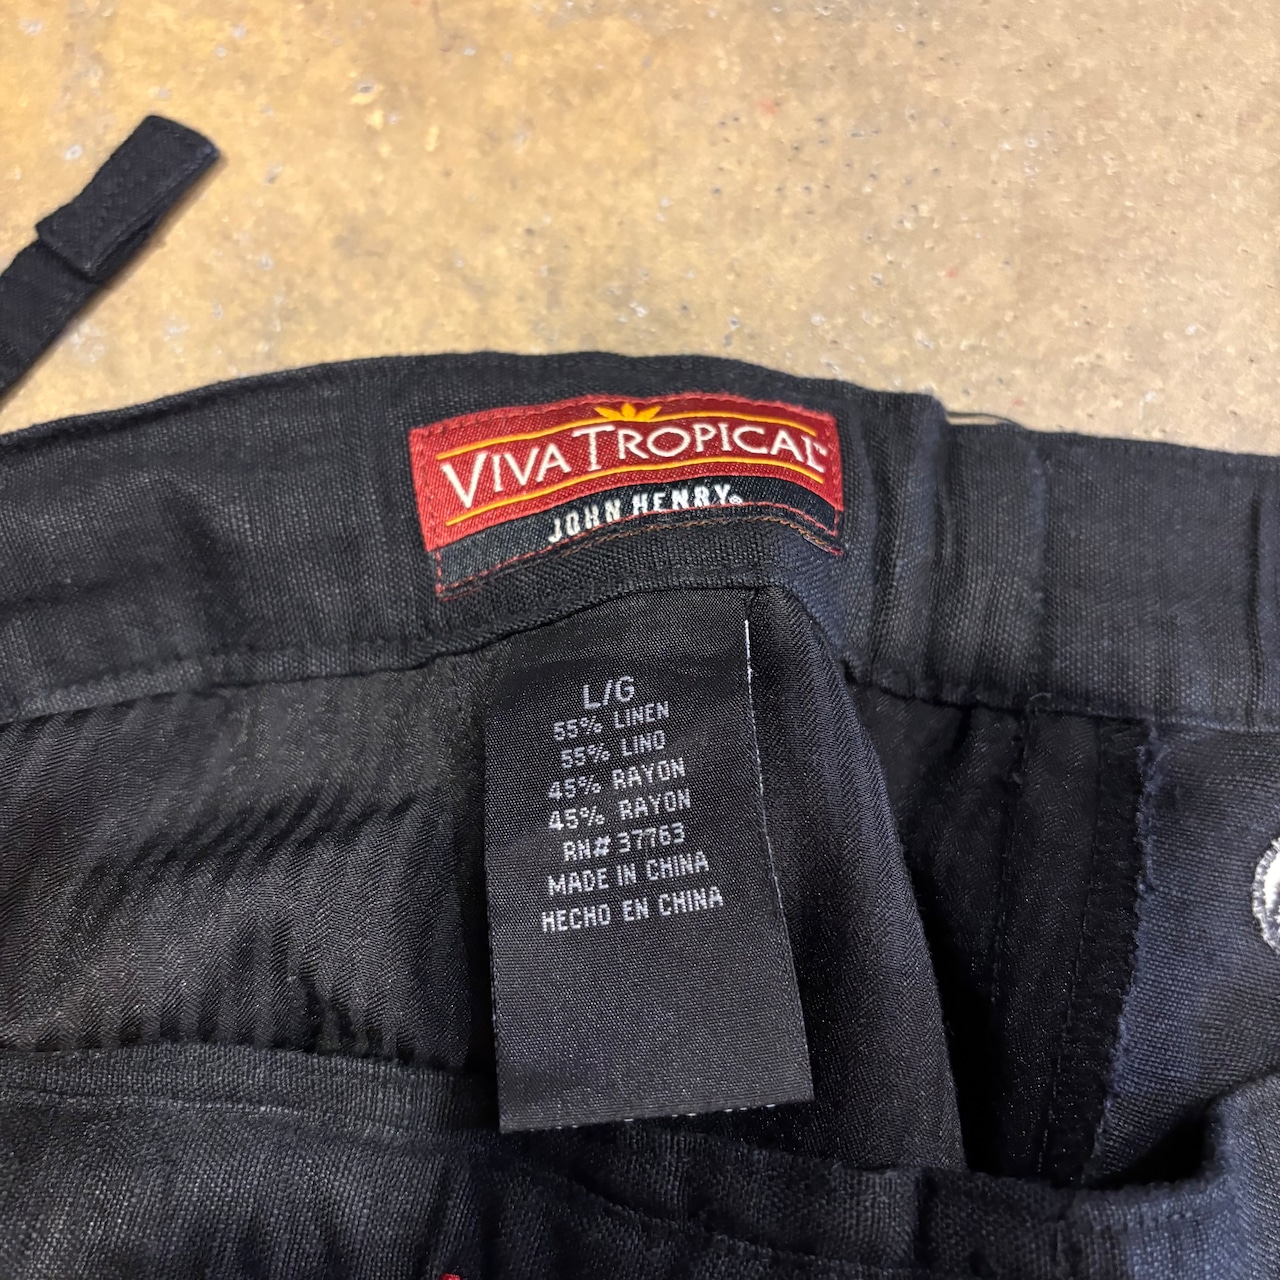 VIVA TROPICAL™
JOHN HENRY®
L/G
55% LINEN
55% LINO
45% RAYON
45% RAYON
RN# 37763
MADE IN CHINA
HECHO EN CHINA